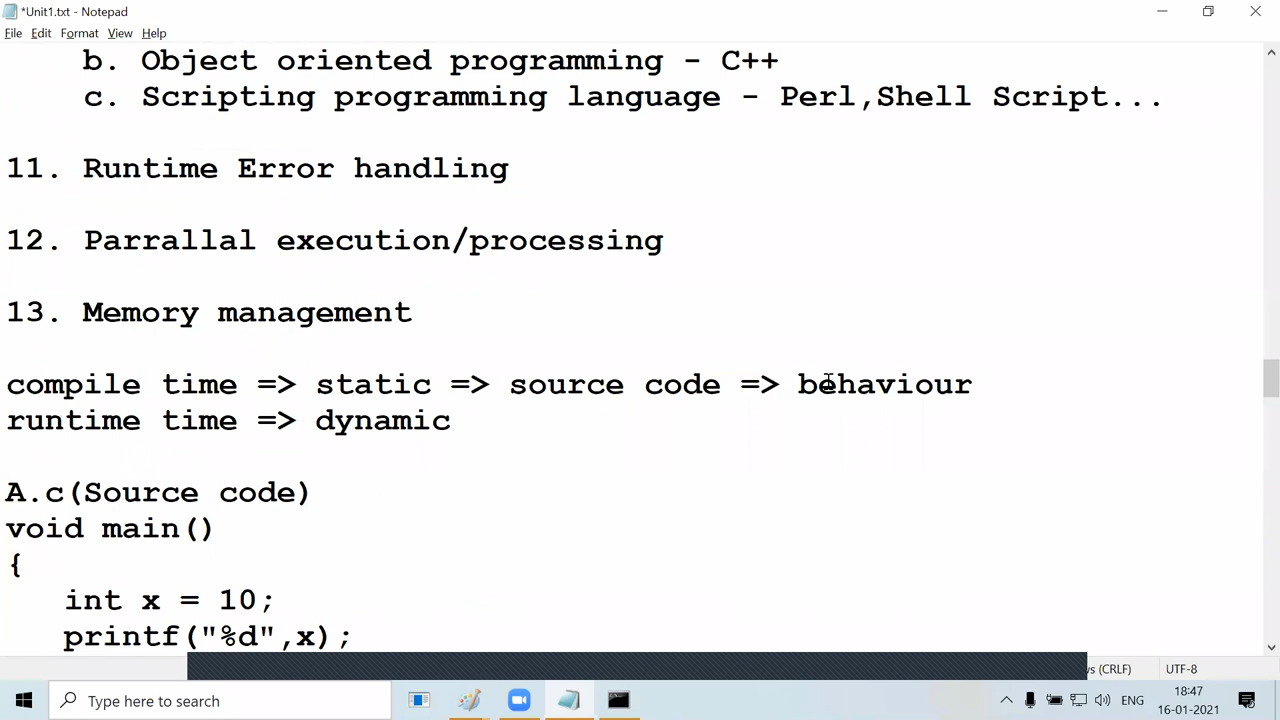 *Unit1.txt - Notepad
File Edit Format View Help
b. Object oriented programming - C++
c. Scripting programming language - Perl,Shell Script...
11. Runtime Error handling
12. Parrallal execution/processing
13. Memory management
compile time => static => source code => behaviour
runtime time => dynamic
A.c(Source code)
void main()
{
int x = 10;
printf("%d",x);
(CRLF) UTF-8
Type here to search
ENG
18:47
16-01-2021